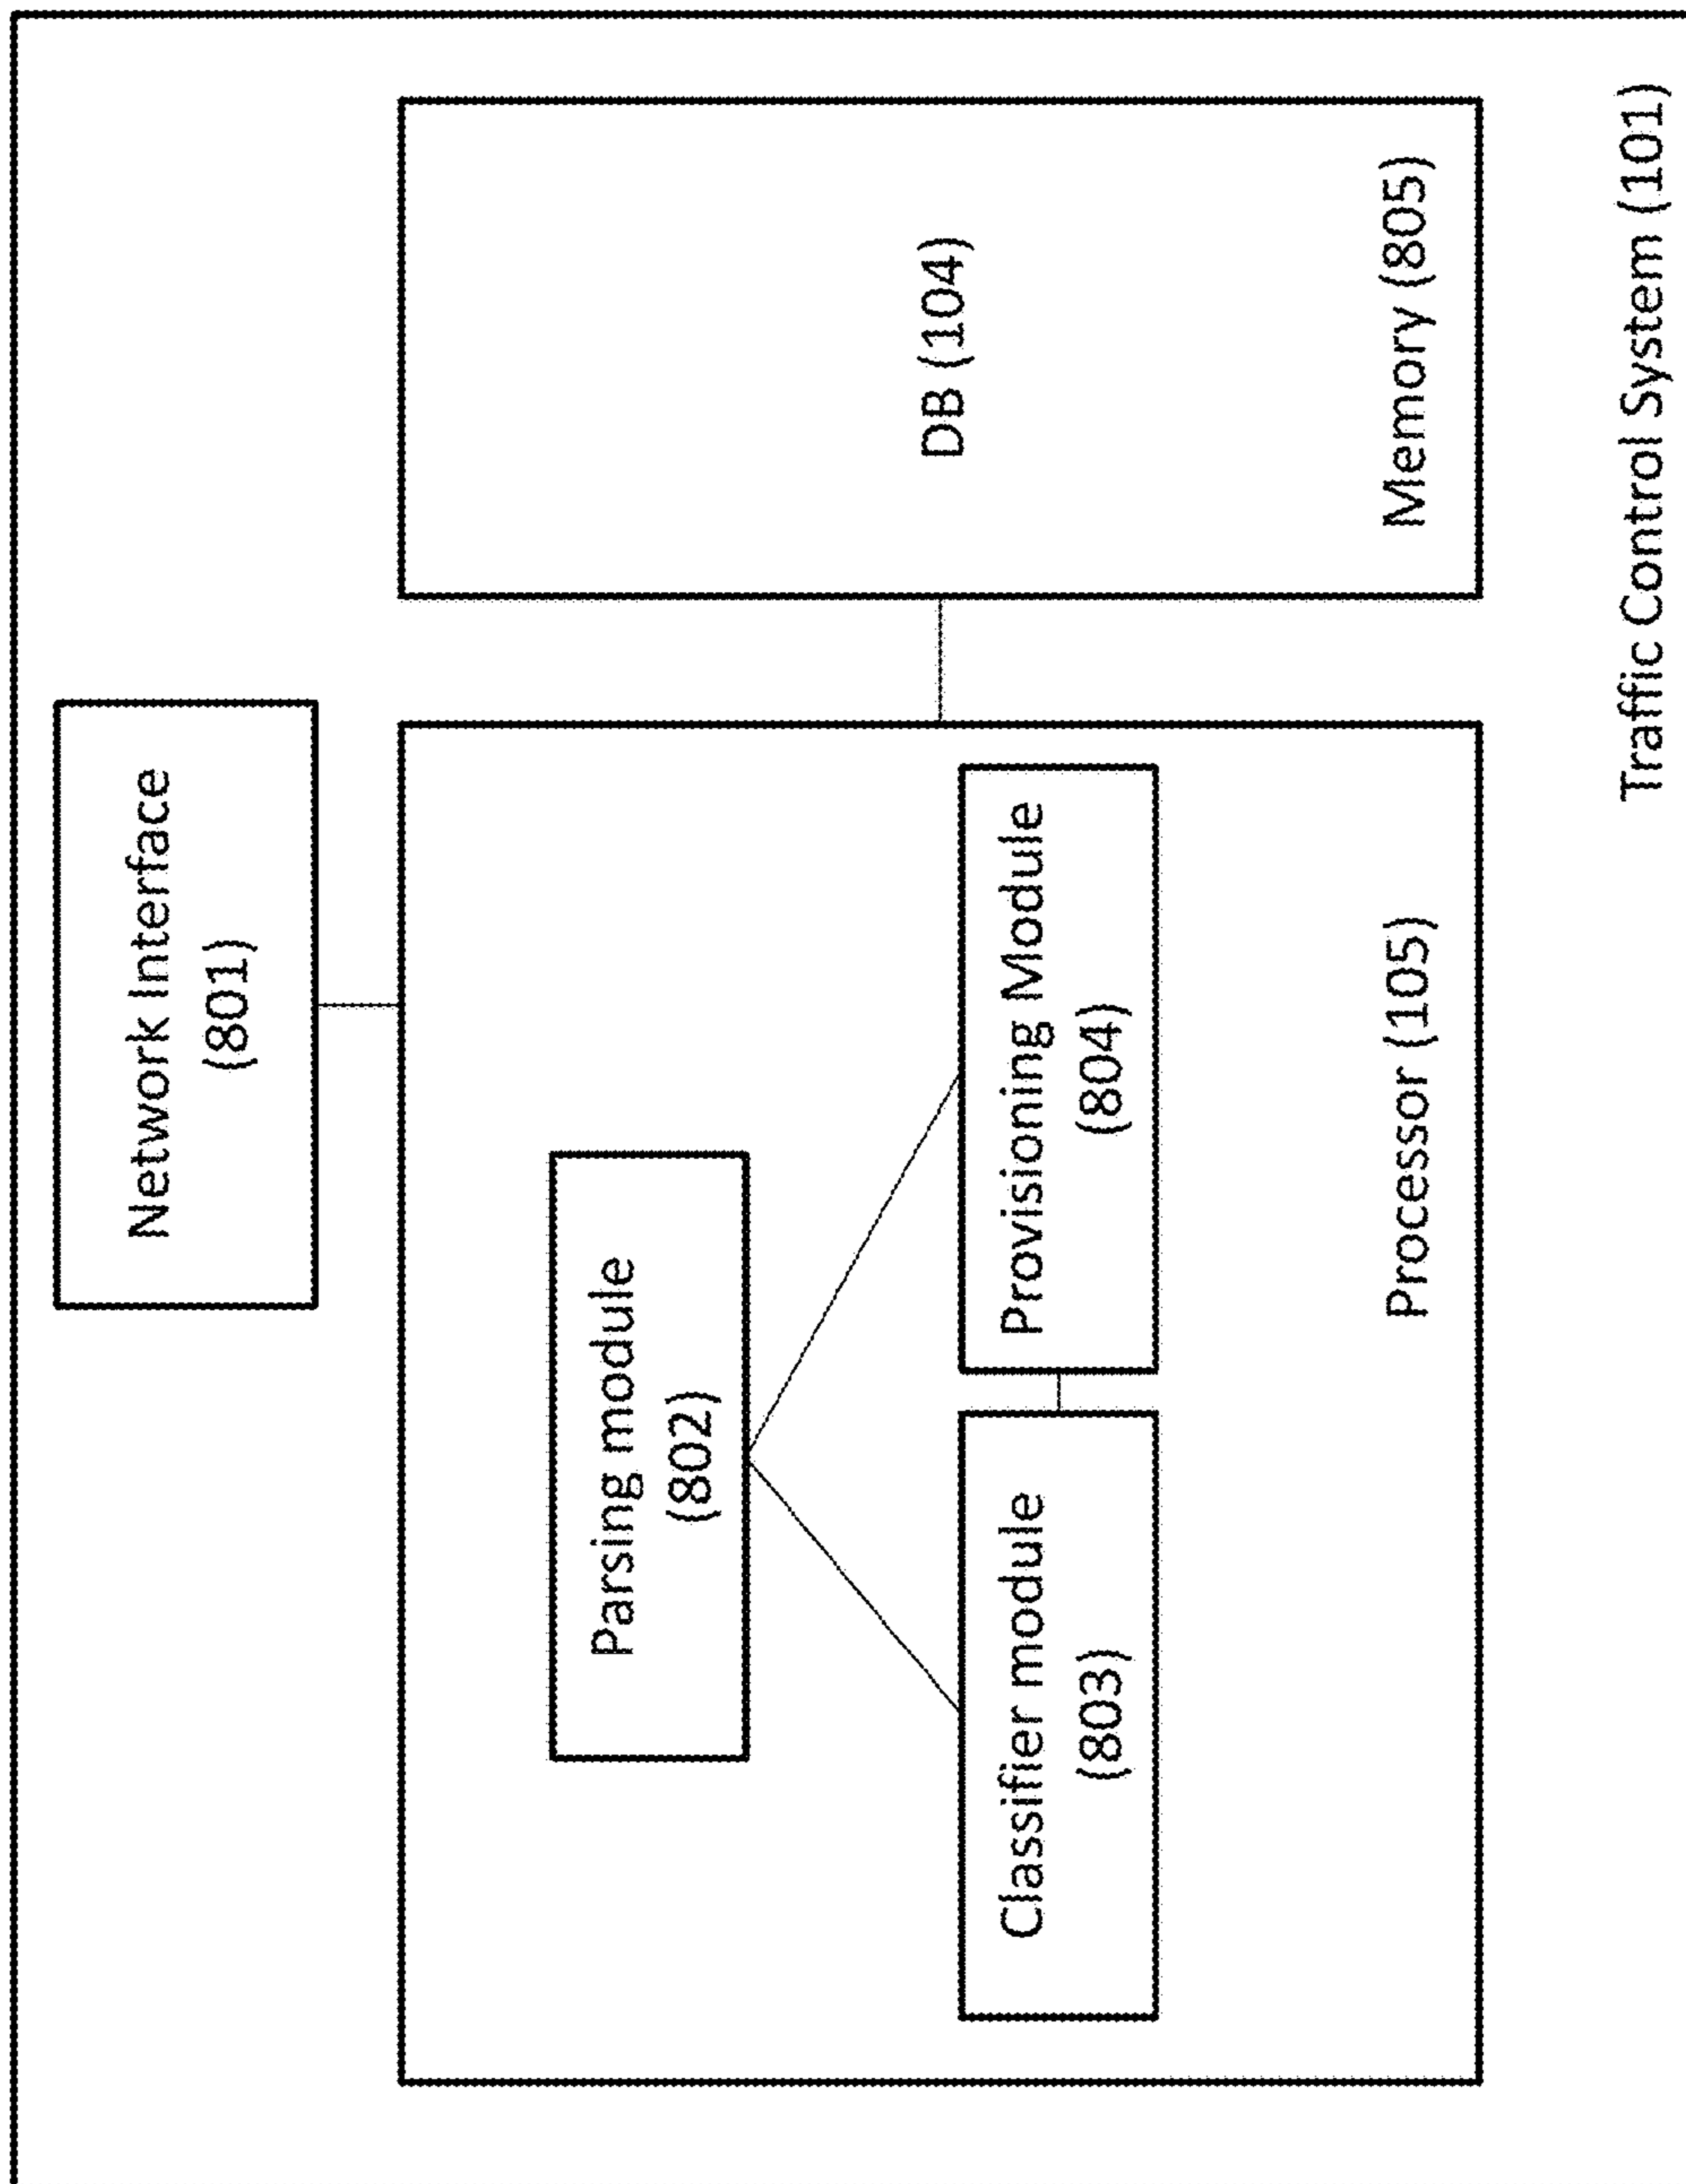 Network Interface
(801)
Parsing module
(802)
Classifier module
(803)
Provisioning Module
(804)
Processor (105)
DB (104)
Memory (805)
Traffic Control System (101)